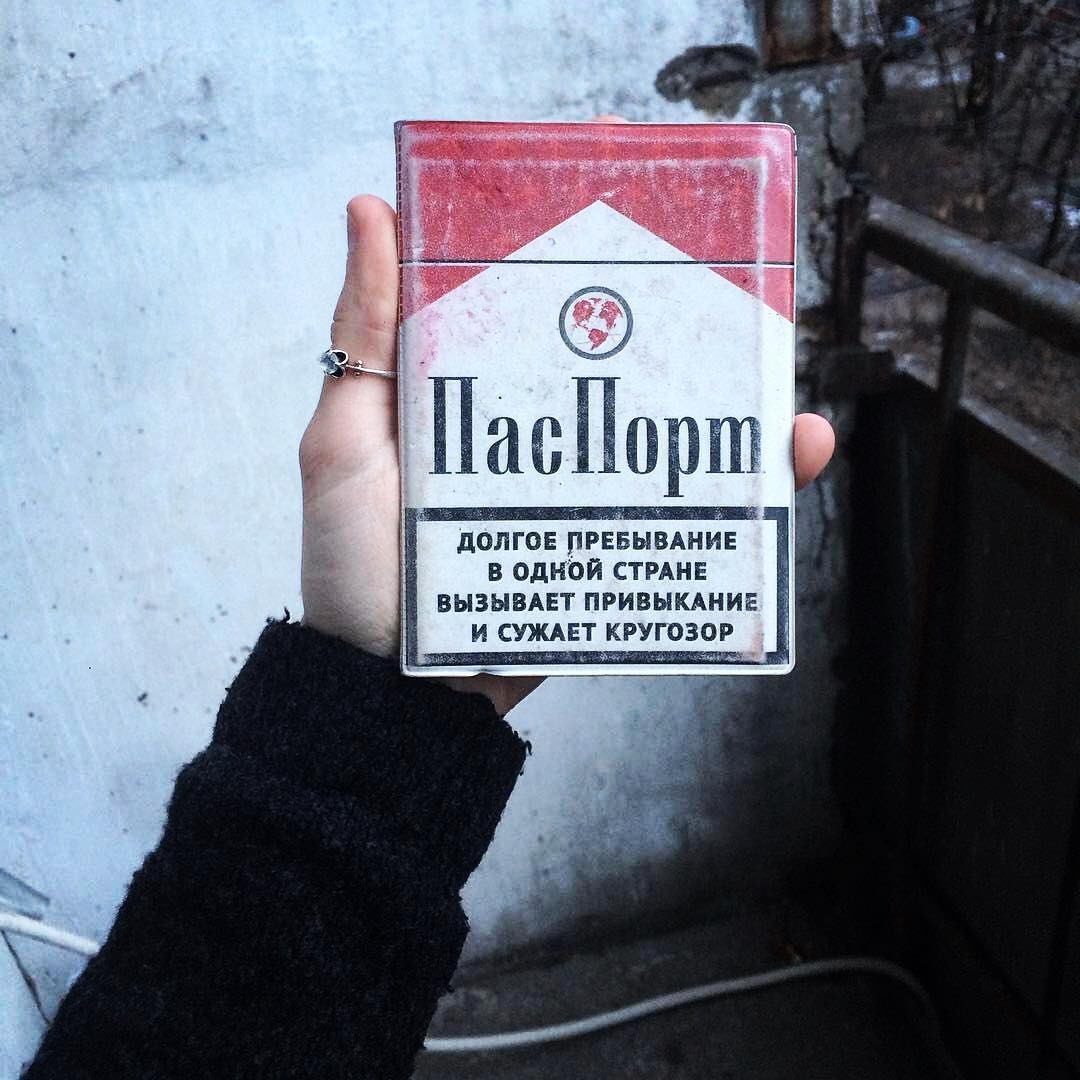 ПасПорт
ДОЛГОЕ ПРЕБЫВАНИЕ
В ОДНОЙ СТРАНЕ
ВЫЗЫВАЕТ ПРИВЫКАНИЕ
И СУЖАЕТ КРУГОЗОР